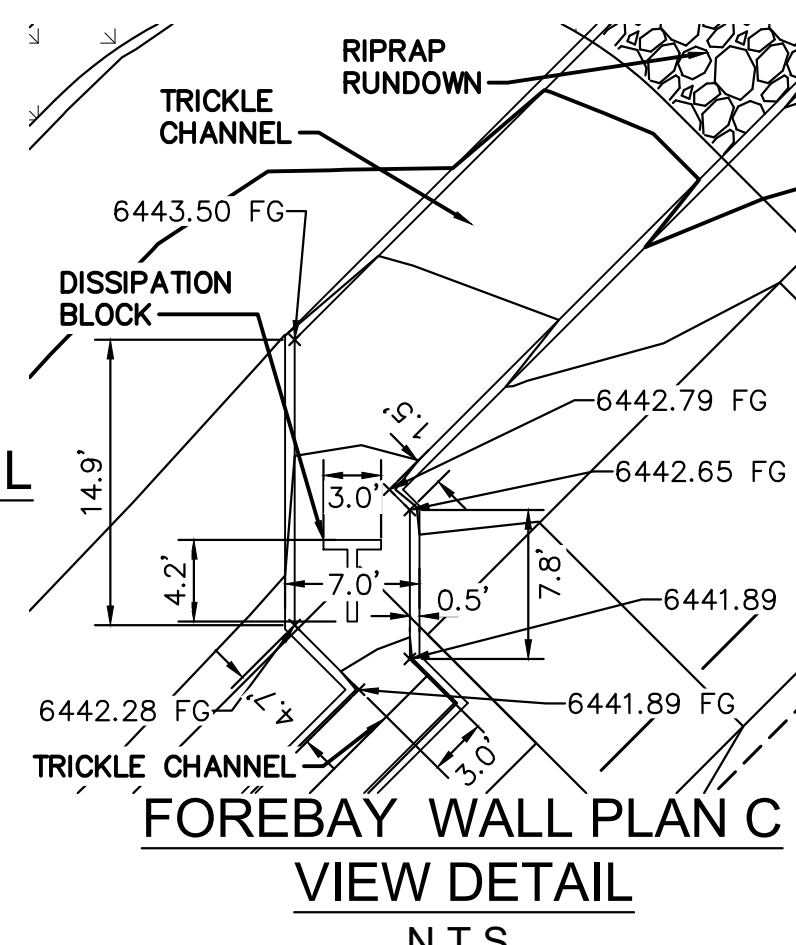 RIPRAP
RUNDOWN
TRICKLE
CHANNEL
6443.50 FG
DISSIPATION
BLOCK
L
14.9'
1.5'
6442.79 FG
3.0'
6442.65 FG
4.2'
7.0'
0.5'
7.8'
6441.89
6442.28 FG
4.7'
6441.89 FG
TRICKLE CHANNEL
3.0'
FOREBAY WALL PLAN C
VIEW DETAIL
N.T.S.